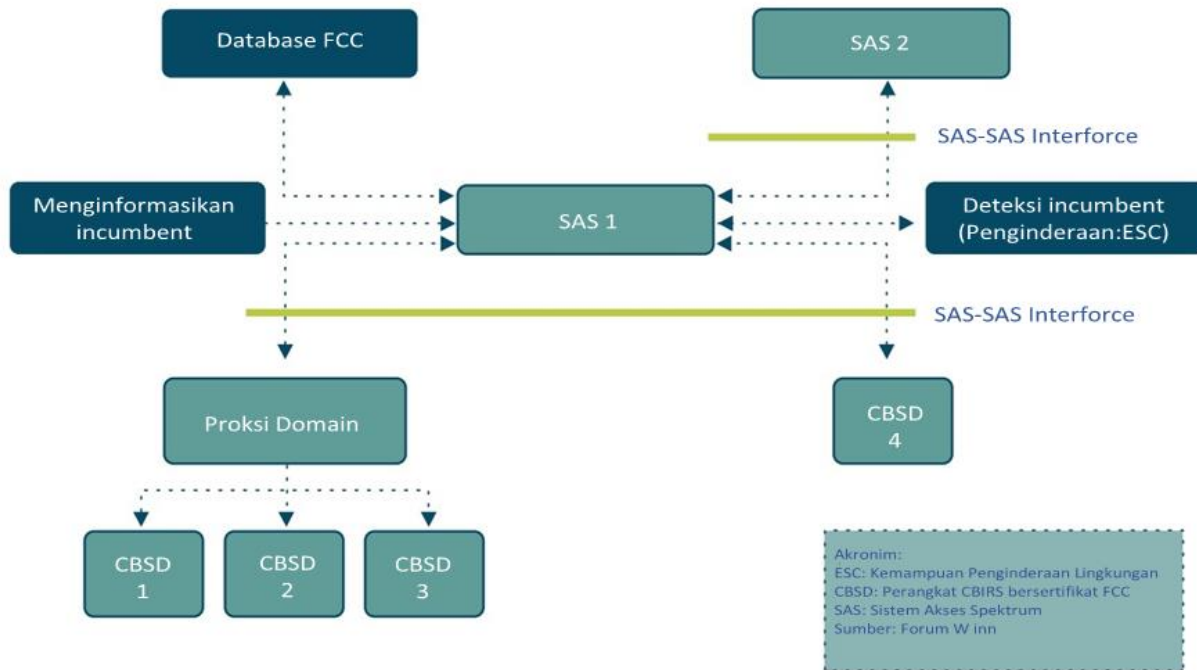 Database FCC
SAS 2
SAS-SAS Interforce
Menginformasikan
incumbent
SAS 1
Deteksi incumbent
(Penginderaan:ESC)
SAS-SAS Interforce
Proksi Domain
CBSD
4
CBSD
1
CBSD
2
CBSD
3
Akronim:
ESC: Kemampuan Penginderaan Lingkungan
CBSD: Perangkat CBIRS bersertifikat FCC
SAS: Sistem Akses Spektrum
Sumber: Forum W inn